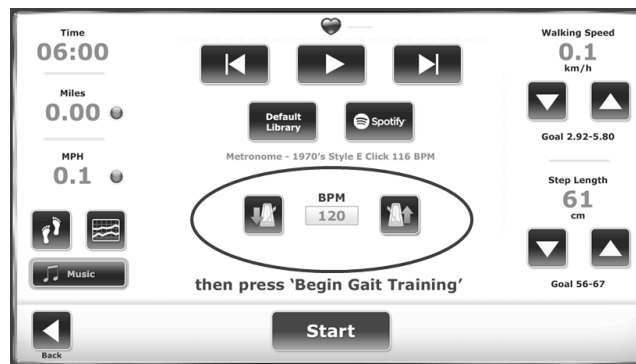 Time
06:00
Miles
0.00
MPH
0.1
Music
Back
Default
Library
Spotify
Metronome - 1970's Style E Click 116 BPM
BPM
120
then press ‘Begin Gait Training’
Start
Walking Speed
0.1
km/h
Goal 2.92-5.80
Step Length
61
cm
Goal 56-67